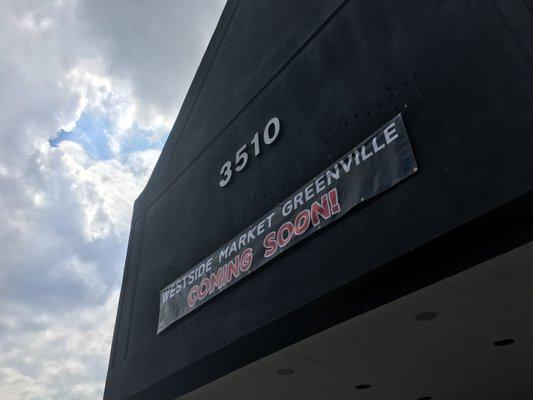 3510
WESTSIDE MARKET GREENVILLE
COMING SOON!